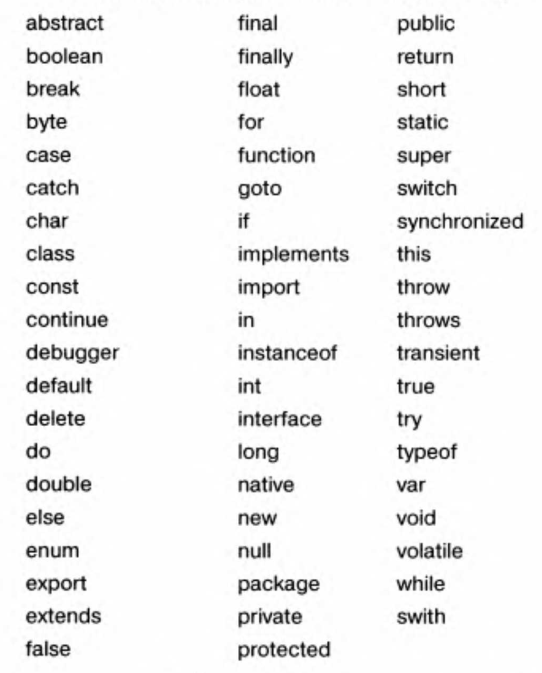 abstract
boolean
break
byte
case
catch
char
class
const
continue
debugger
default
delete
do
double
else
enum
export
extends
false
final
finally
float
for
function
goto
if
implements
import
in
instanceof
int
interface
long
native
new
null
package
private
protected
public
return
short
static
super
switch
synchronized
this
throw
throws
transient
true
try
typeof
var
void
volatile
while
swith